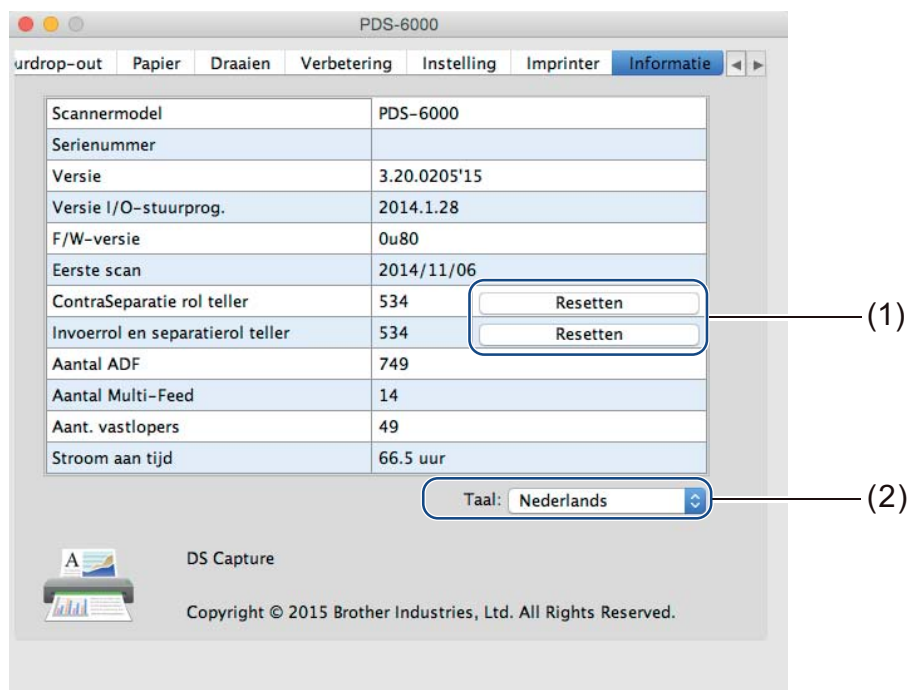 PDS-6000
urdrop-out Papier Draaien Verbetering Instelling Imprinter Informatie
Scannermodel PDS-6000
Serienummer
Versie 3.20.0205'15
Versie I/O-stuurprog. 2014.1.28
F/W-versie 0u80
Eerste scan 2014/11/06
ContraSeparatie rol teller 534 Resetten
(1)
Invoerrol en separatierol teller 534 Resetten
Aantal ADF 749
Aantal Multi-Feed 14
Aant. vastlopers 49
Stroom aan tijd 66.5 uur
Taal: Nederlands (2)
A
DS Capture
Copyright © 2015 Brother Industries, Ltd. All Rights Reserved.